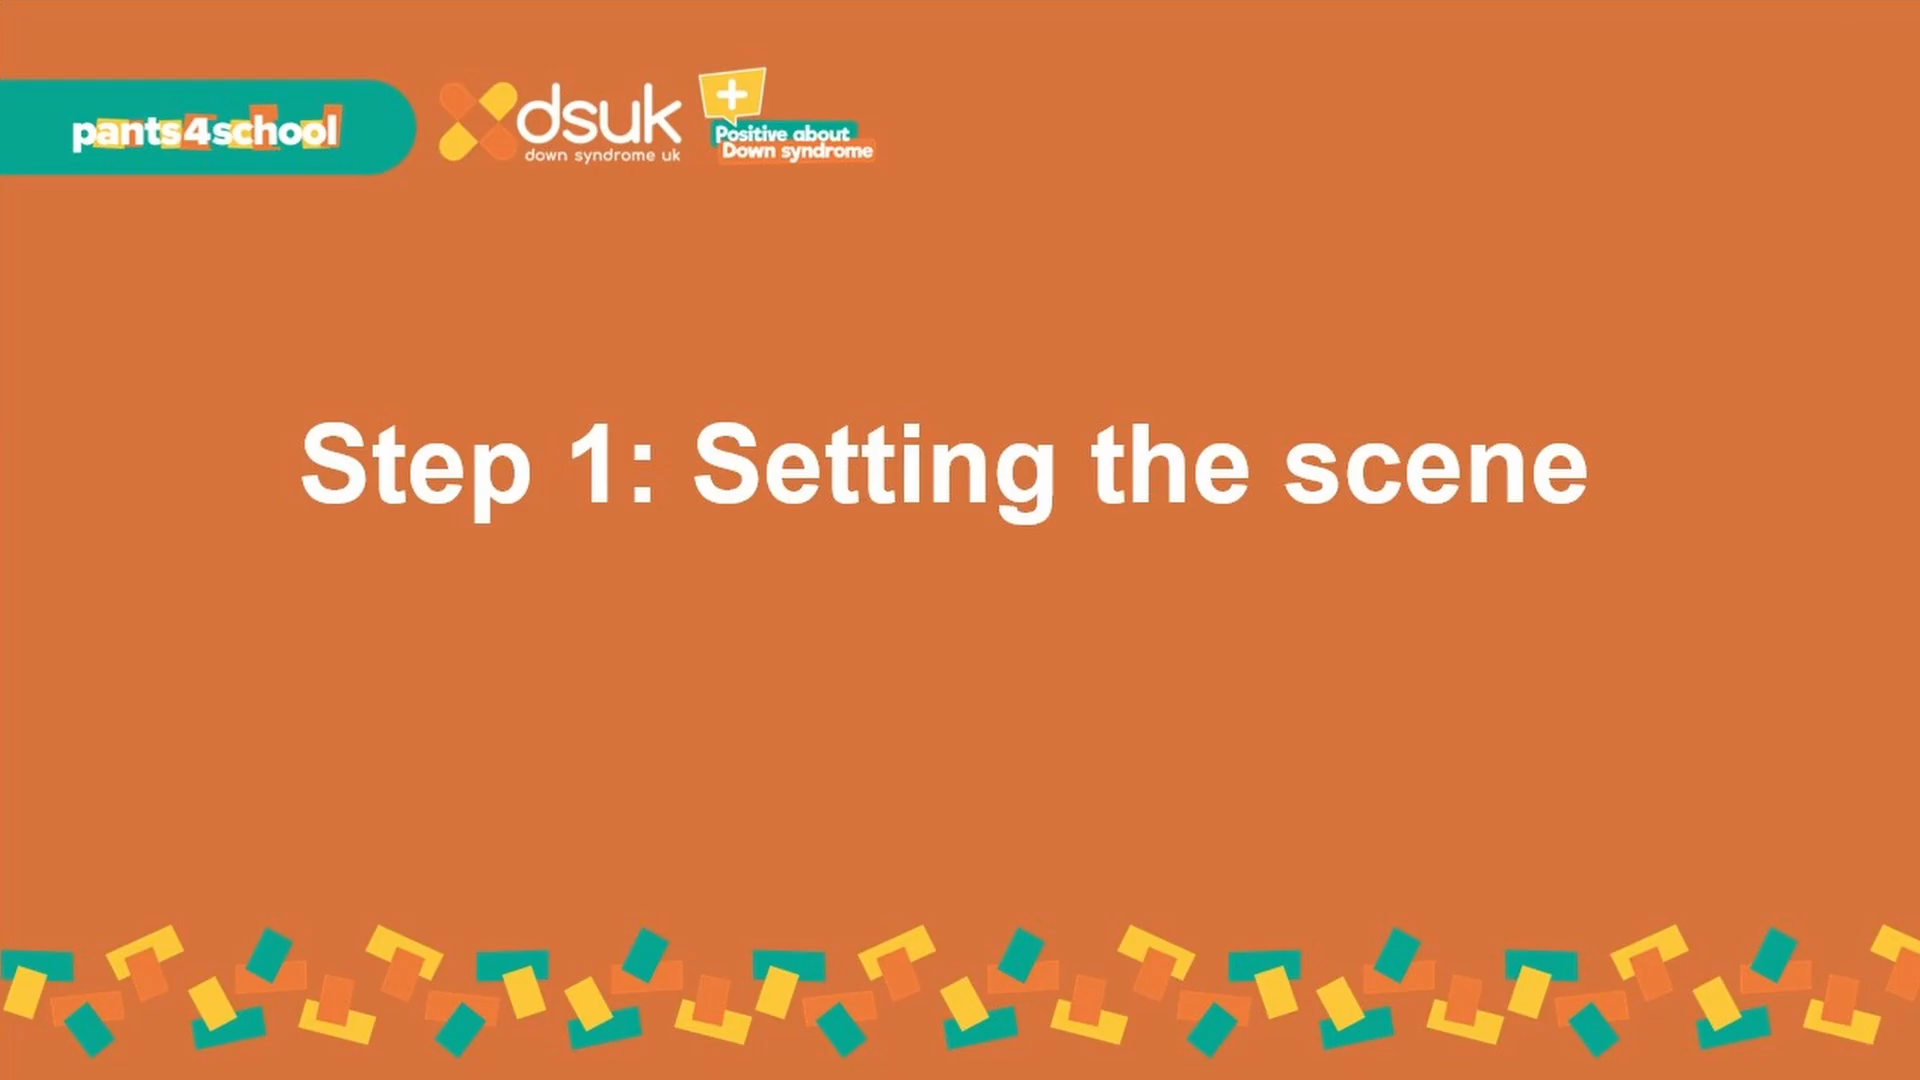 pants4school
dsuk
down syndrome uk
Positive about
Down syndrome
Step 1: Setting the scene